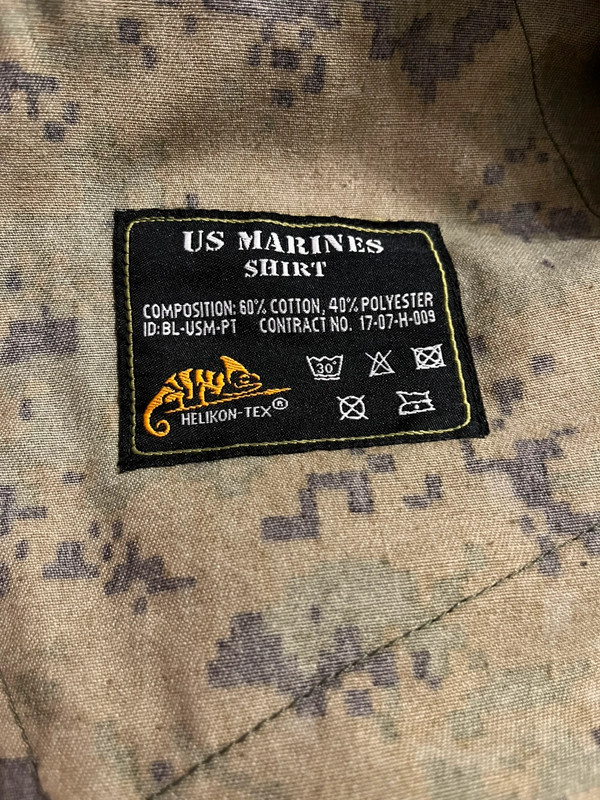 US MARINES
SHIRT
COMPOSITION: 60% COTTON, 40% POLYESTER
ID:BL-USM-PT CONTRACT NO. 17-07-H-009
30°
HELIKON-TEX®